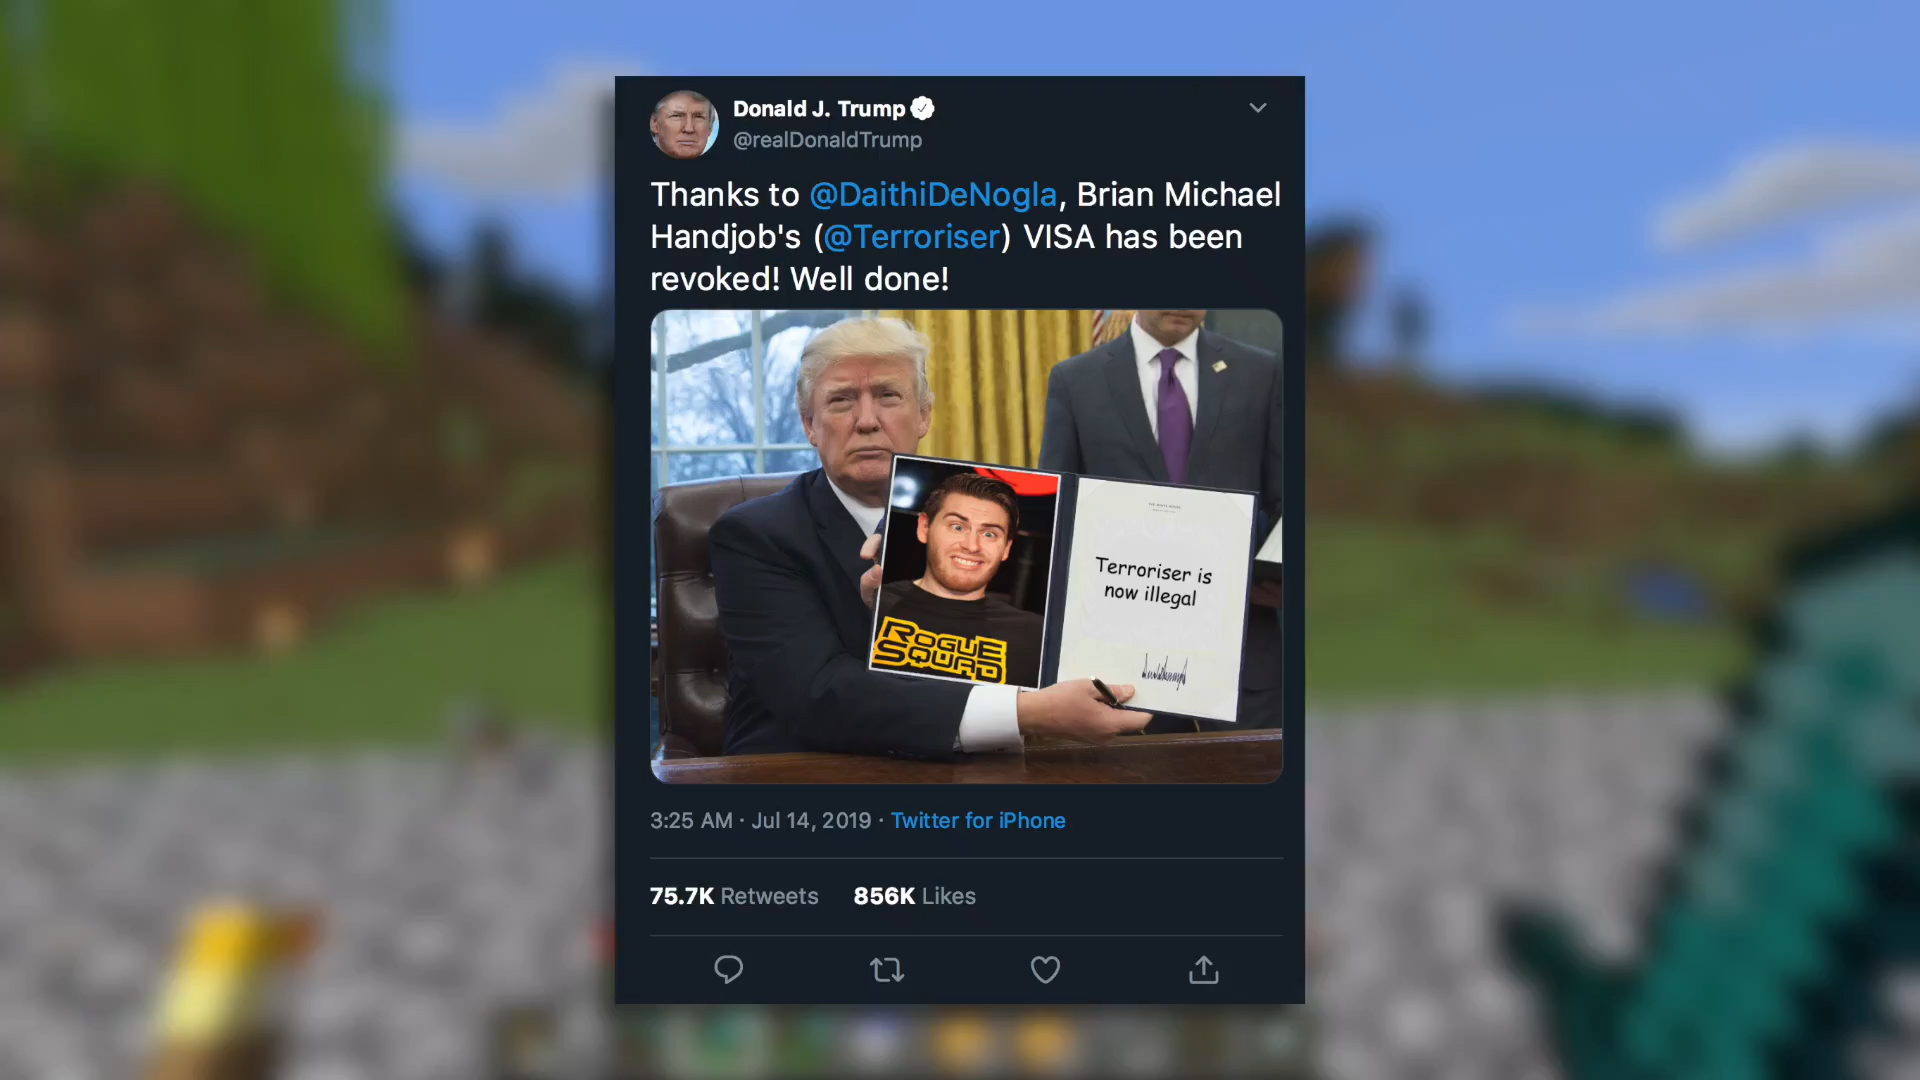 Donald J. Trump
@realDonaldTrump
Thanks to @DaithiDeNogla, Brian Michael
Handjob's (@Terroriser) VISA has been
revoked! Well done!
ROGUE
SQUAD
Terroriser is
now illegal
3:25 AM · Jul 14, 2019 · Twitter for iPhone
75.7K Retweets 856K Likes